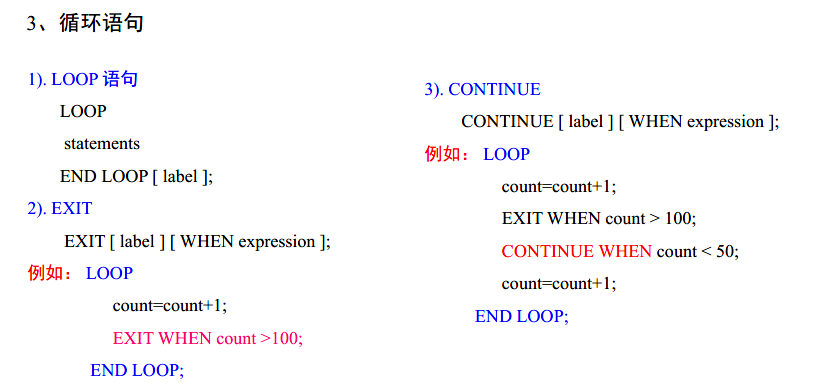 3、循环语句
1). LOOP 语句
LOOP
statements
END LOOP [ label ];
2). EXIT
EXIT [ label ] [ WHEN expression ];
例如： LOOP
count=count+1;
EXIT WHEN count >100;
END LOOP;
3). CONTINUE
CONTINUE [ label ] [ WHEN expression ];
例如： LOOP
count=count+1;
EXIT WHEN count > 100;
CONTINUE WHEN count < 50;
count=count+1;
END LOOP;